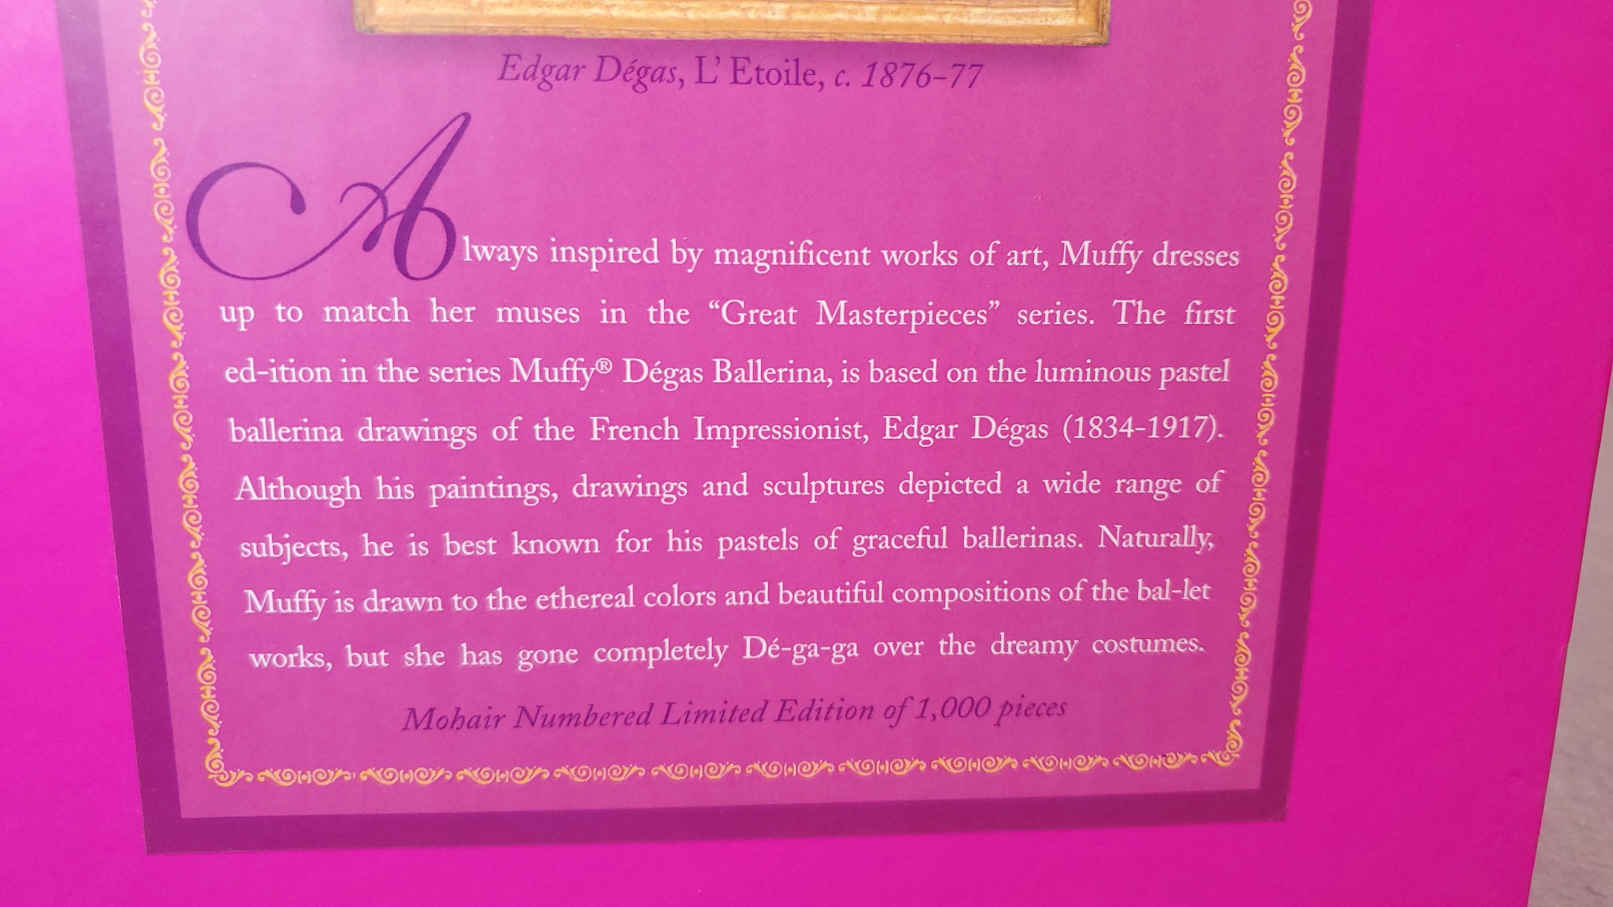 Edgar Dégas, L' Etoile, c. 1876-77
Always inspired by magnificent works of art, Muffy dresses
up to match her muses in the “Great Masterpieces” series. The first
ed-ition in the series Muffy® Dégas Ballerina, is based on the luminous pastel
ballerina drawings of the French Impressionist, Edgar Dégas (1834-1917).
Although his paintings, drawings and sculptures depicted a wide range of
subjects, he is best known for his pastels of graceful ballerinas. Naturally,
Muffy is drawn to the ethereal colors and beautiful compositions of the bal-let
works, but she has gone completely Dé-ga-ga over the dreamy costumes.
Mohair Numbered Limited Edition of 1,000 pieces